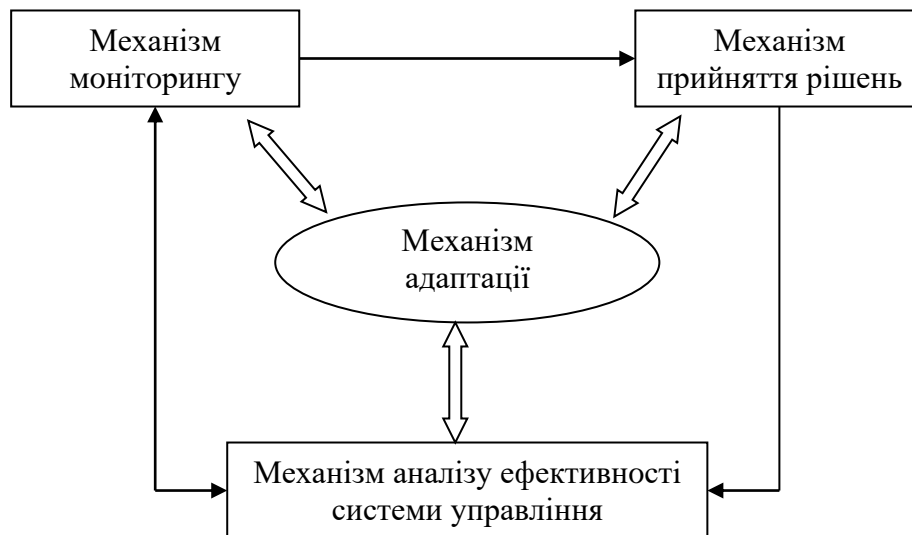 Механізм
моніторингу
Механізм
прийняття рішень
Механізм
адаптації
Механізм аналізу ефективності
системи управління